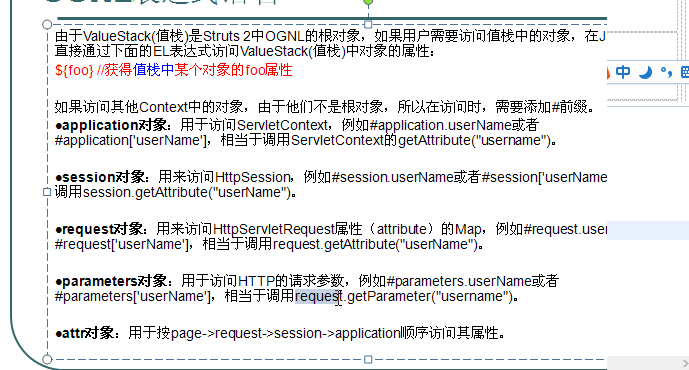 由于ValueStack(值栈)是Struts 2中OGNL的根对象，如果用户需要访问值栈中的对象，在J
直接通过下面的EL表达式访问ValueStack(值栈)中对象的属性：
${foo} //获得值栈中某个对象的foo属性
如果访问其他Context中的对象，由于他们不是根对象，所以在访问时，需要添加#前缀。
●application对象：用于访问ServletContext，例如#application.userName或者
#application['userName']，相当于调用ServletContext的getAttribute("username")。
●session对象：用来访问HttpSession，例如#session.userName或者#session['userName
调用session.getAttribute("userName")。
●request对象：用来访问HttpServletRequest属性（attribute）的Map，例如#request.user
#request['userName']，相当于调用request.getAttribute("userName")。
●parameters对象：用于访问HTTP的请求参数，例如#parameters.userName或者
#parameters['userName']，相当于调用request.getParameter("username")。
●attr对象：用于按page->request->session->application顺序访问其属性。
中